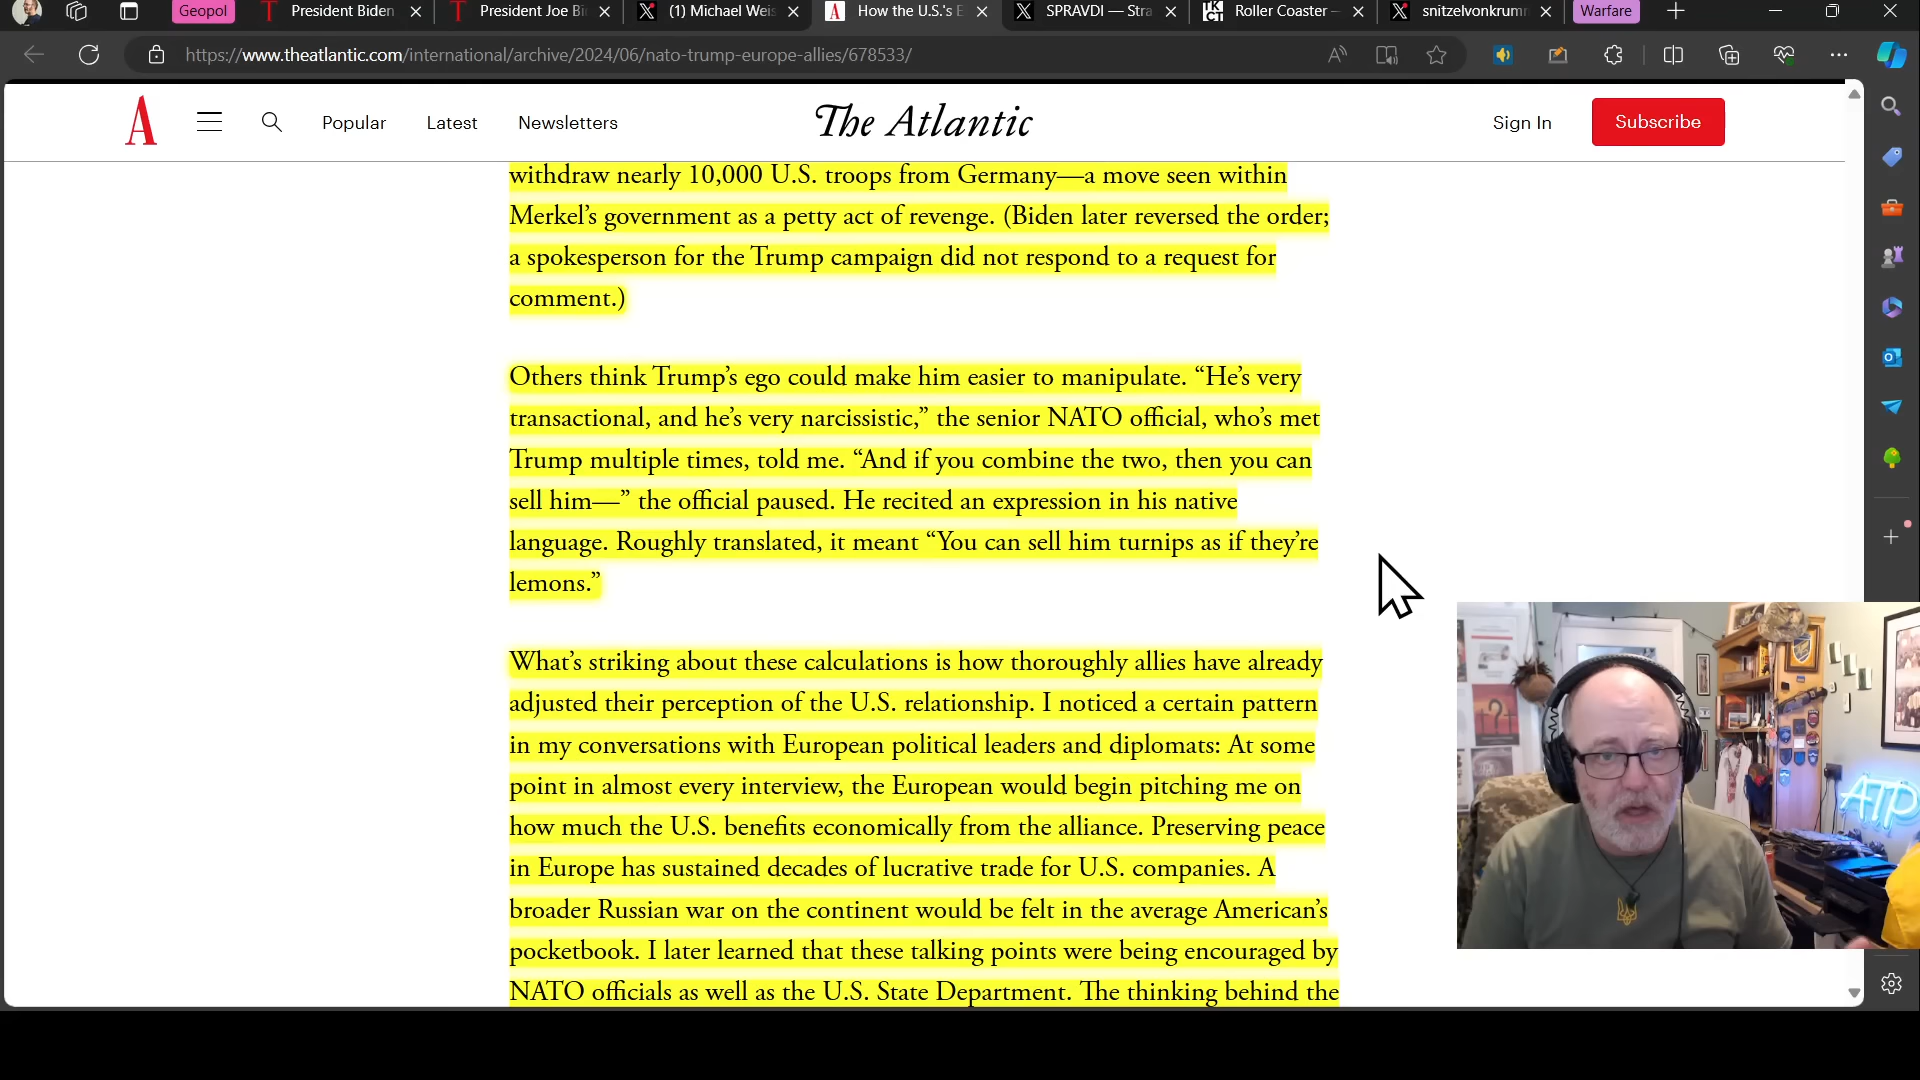 Geopol
President Biden
President Joe Bi
(1) Michael Weis
How the U.S.'s E
SPRAVDI — Stra
Roller Coaster –
snitzelvonkrumm
Warfare
https://www.theatlantic.com/international/archive/2024/06/nato-trump-europe-allies/678533/
Popular
Latest
Newsletters
The Atlantic
Sign In
Subscribe
withdraw nearly 10,000 U.S. troops from Germany—a move seen within
Merkel’s government as a petty act of revenge. (Biden later reversed the order;
a spokesperson for the Trump campaign did not respond to a request for
comment.)
Others think Trump’s ego could make him easier to manipulate. “He’s very
transactional, and he’s very narcissistic,” the senior NATO official, who’s met
Trump multiple times, told me. “And if you combine the two, then you can
sell him—” the official paused. He recited an expression in his native
language. Roughly translated, it meant “You can sell him turnips as if they’re
lemons.”
What’s striking about these calculations is how thoroughly allies have already
adjusted their perception of the U.S. relationship. I noticed a certain pattern
in my conversations with European political leaders and diplomats: At some
point in almost every interview, the European would begin pitching me on
how much the U.S. benefits economically from the alliance. Preserving peace
in Europe has sustained decades of lucrative trade for U.S. companies. A
broader Russian war on the continent would be felt in the average American’s
pocketbook. I later learned that these talking points were being encouraged by
NATO officials as well as the U.S. State Department. The thinking behind the
ATP